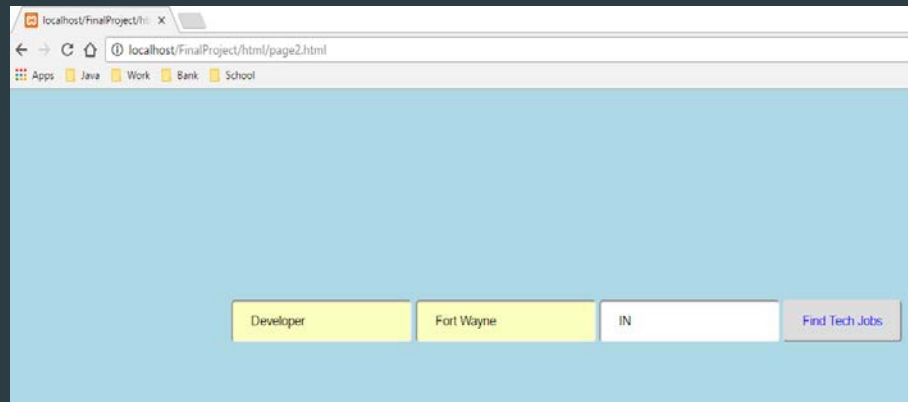 localhost/FinalProject/ht
localhost/FinalProject/html/page2.html
Apps Java Work Bank School
Developer Fort Wayne IN Find Tech Jobs